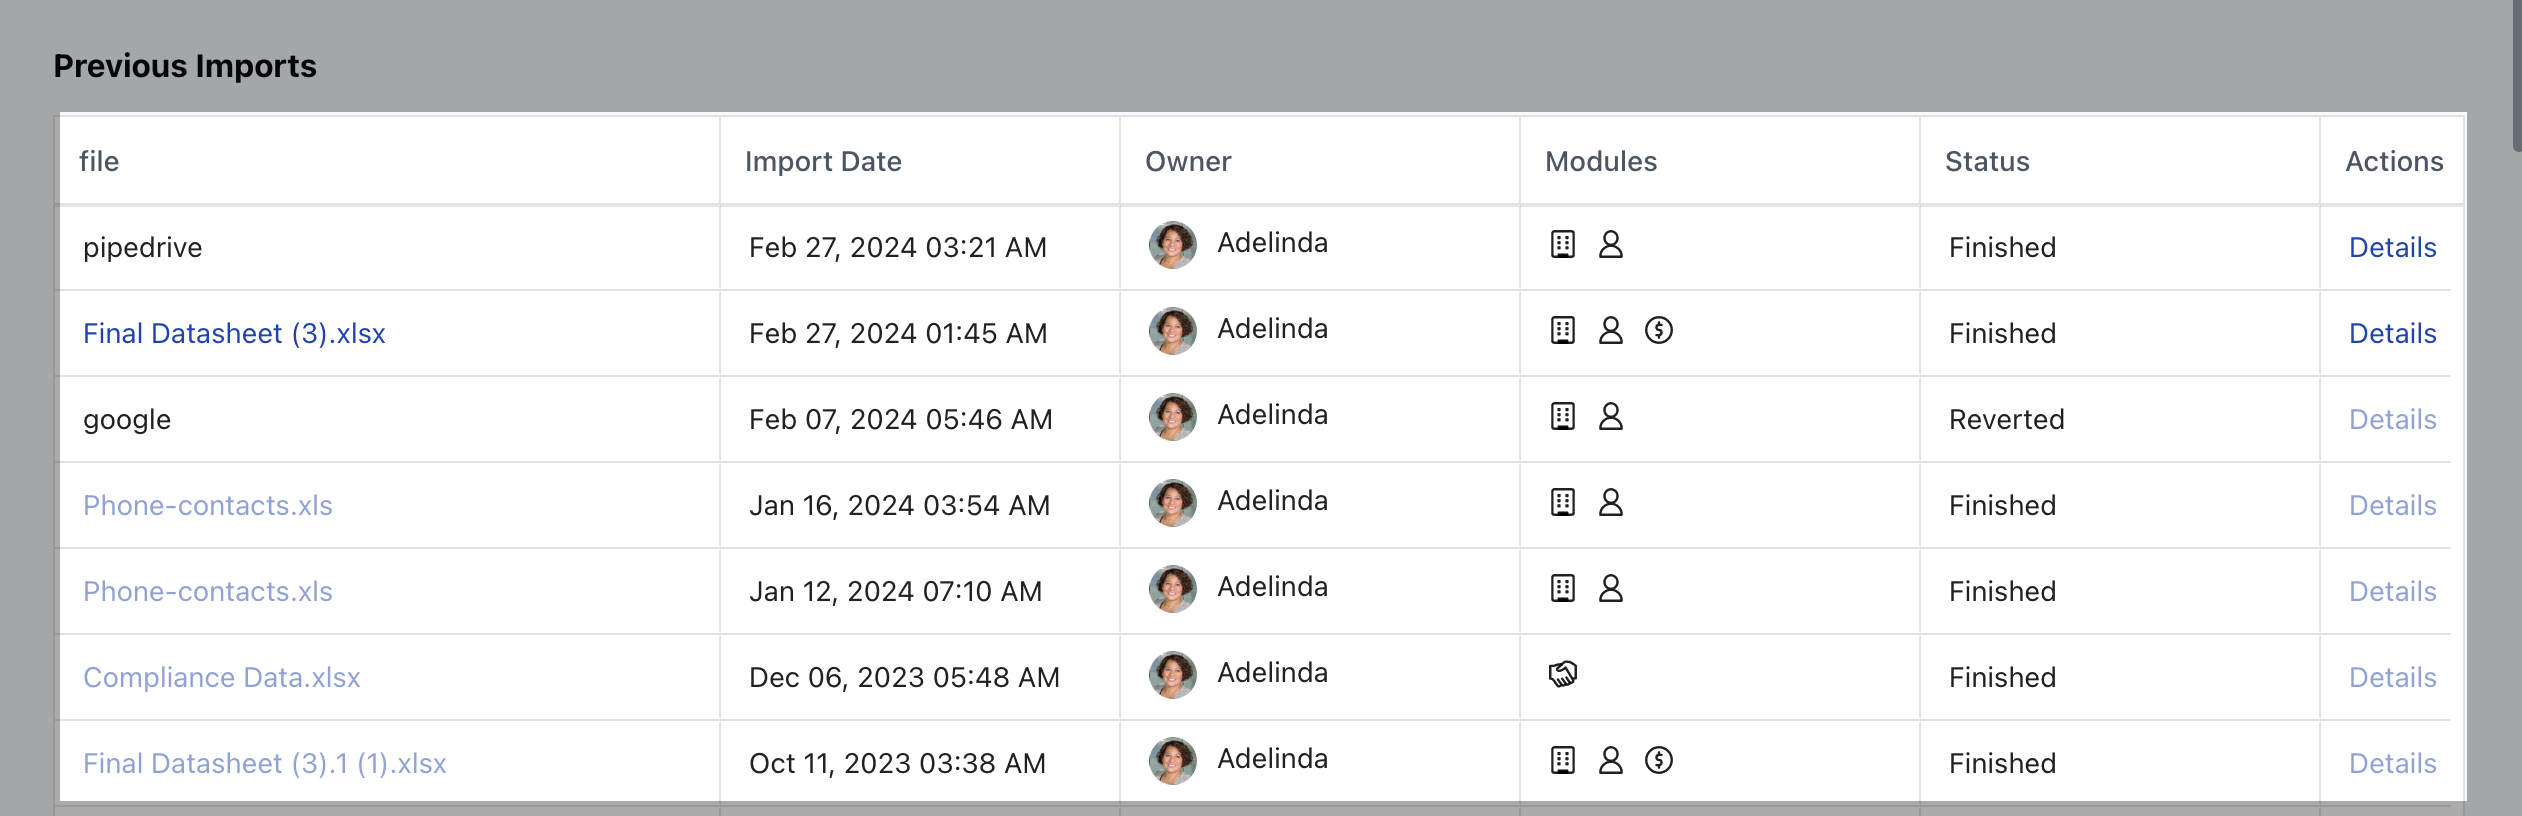 Previous Imports
file Import Date Owner Modules Status Actions
pipedrive Feb 27, 2024 03:21 AM Adelinda Finished Details
Final Datasheet (3).xlsx Feb 27, 2024 01:45 AM Adelinda Finished Details
google Feb 07, 2024 05:46 AM Adelinda Reverted Details
Phone-contacts.xls Jan 16, 2024 03:54 AM Adelinda Finished Details
Phone-contacts.xls Jan 12, 2024 07:10 AM Adelinda Finished Details
Compliance Data.xlsx Dec 06, 2023 05:48 AM Adelinda Finished Details
Final Datasheet (3).1 (1).xlsx Oct 11, 2023 03:38 AM Adelinda Finished Details